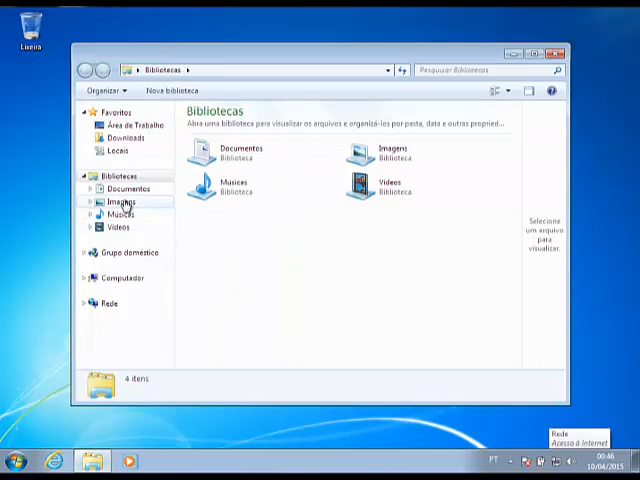 Lixeira
Bibliotecas
Pesquisar Bibliotecas
Organizar
Nova biblioteca
Favoritos
Área de Trabalho
Downloads
Locais
Bibliotecas
Documentos
Imagens
Músicas
Vídeos
Grupo doméstico
Computador
Rede
Bibliotecas
Abra uma biblioteca para visualizar os arquivos e organizá-los por pasta, data e outras propried...
Documentos
Biblioteca
Imagens
Biblioteca
Músicas
Biblioteca
Vídeos
Biblioteca
Selecione
um arquivo
para
visualizar.
4 itens
Rede
Acesso à Internet
PT
00:46
10/04/2015